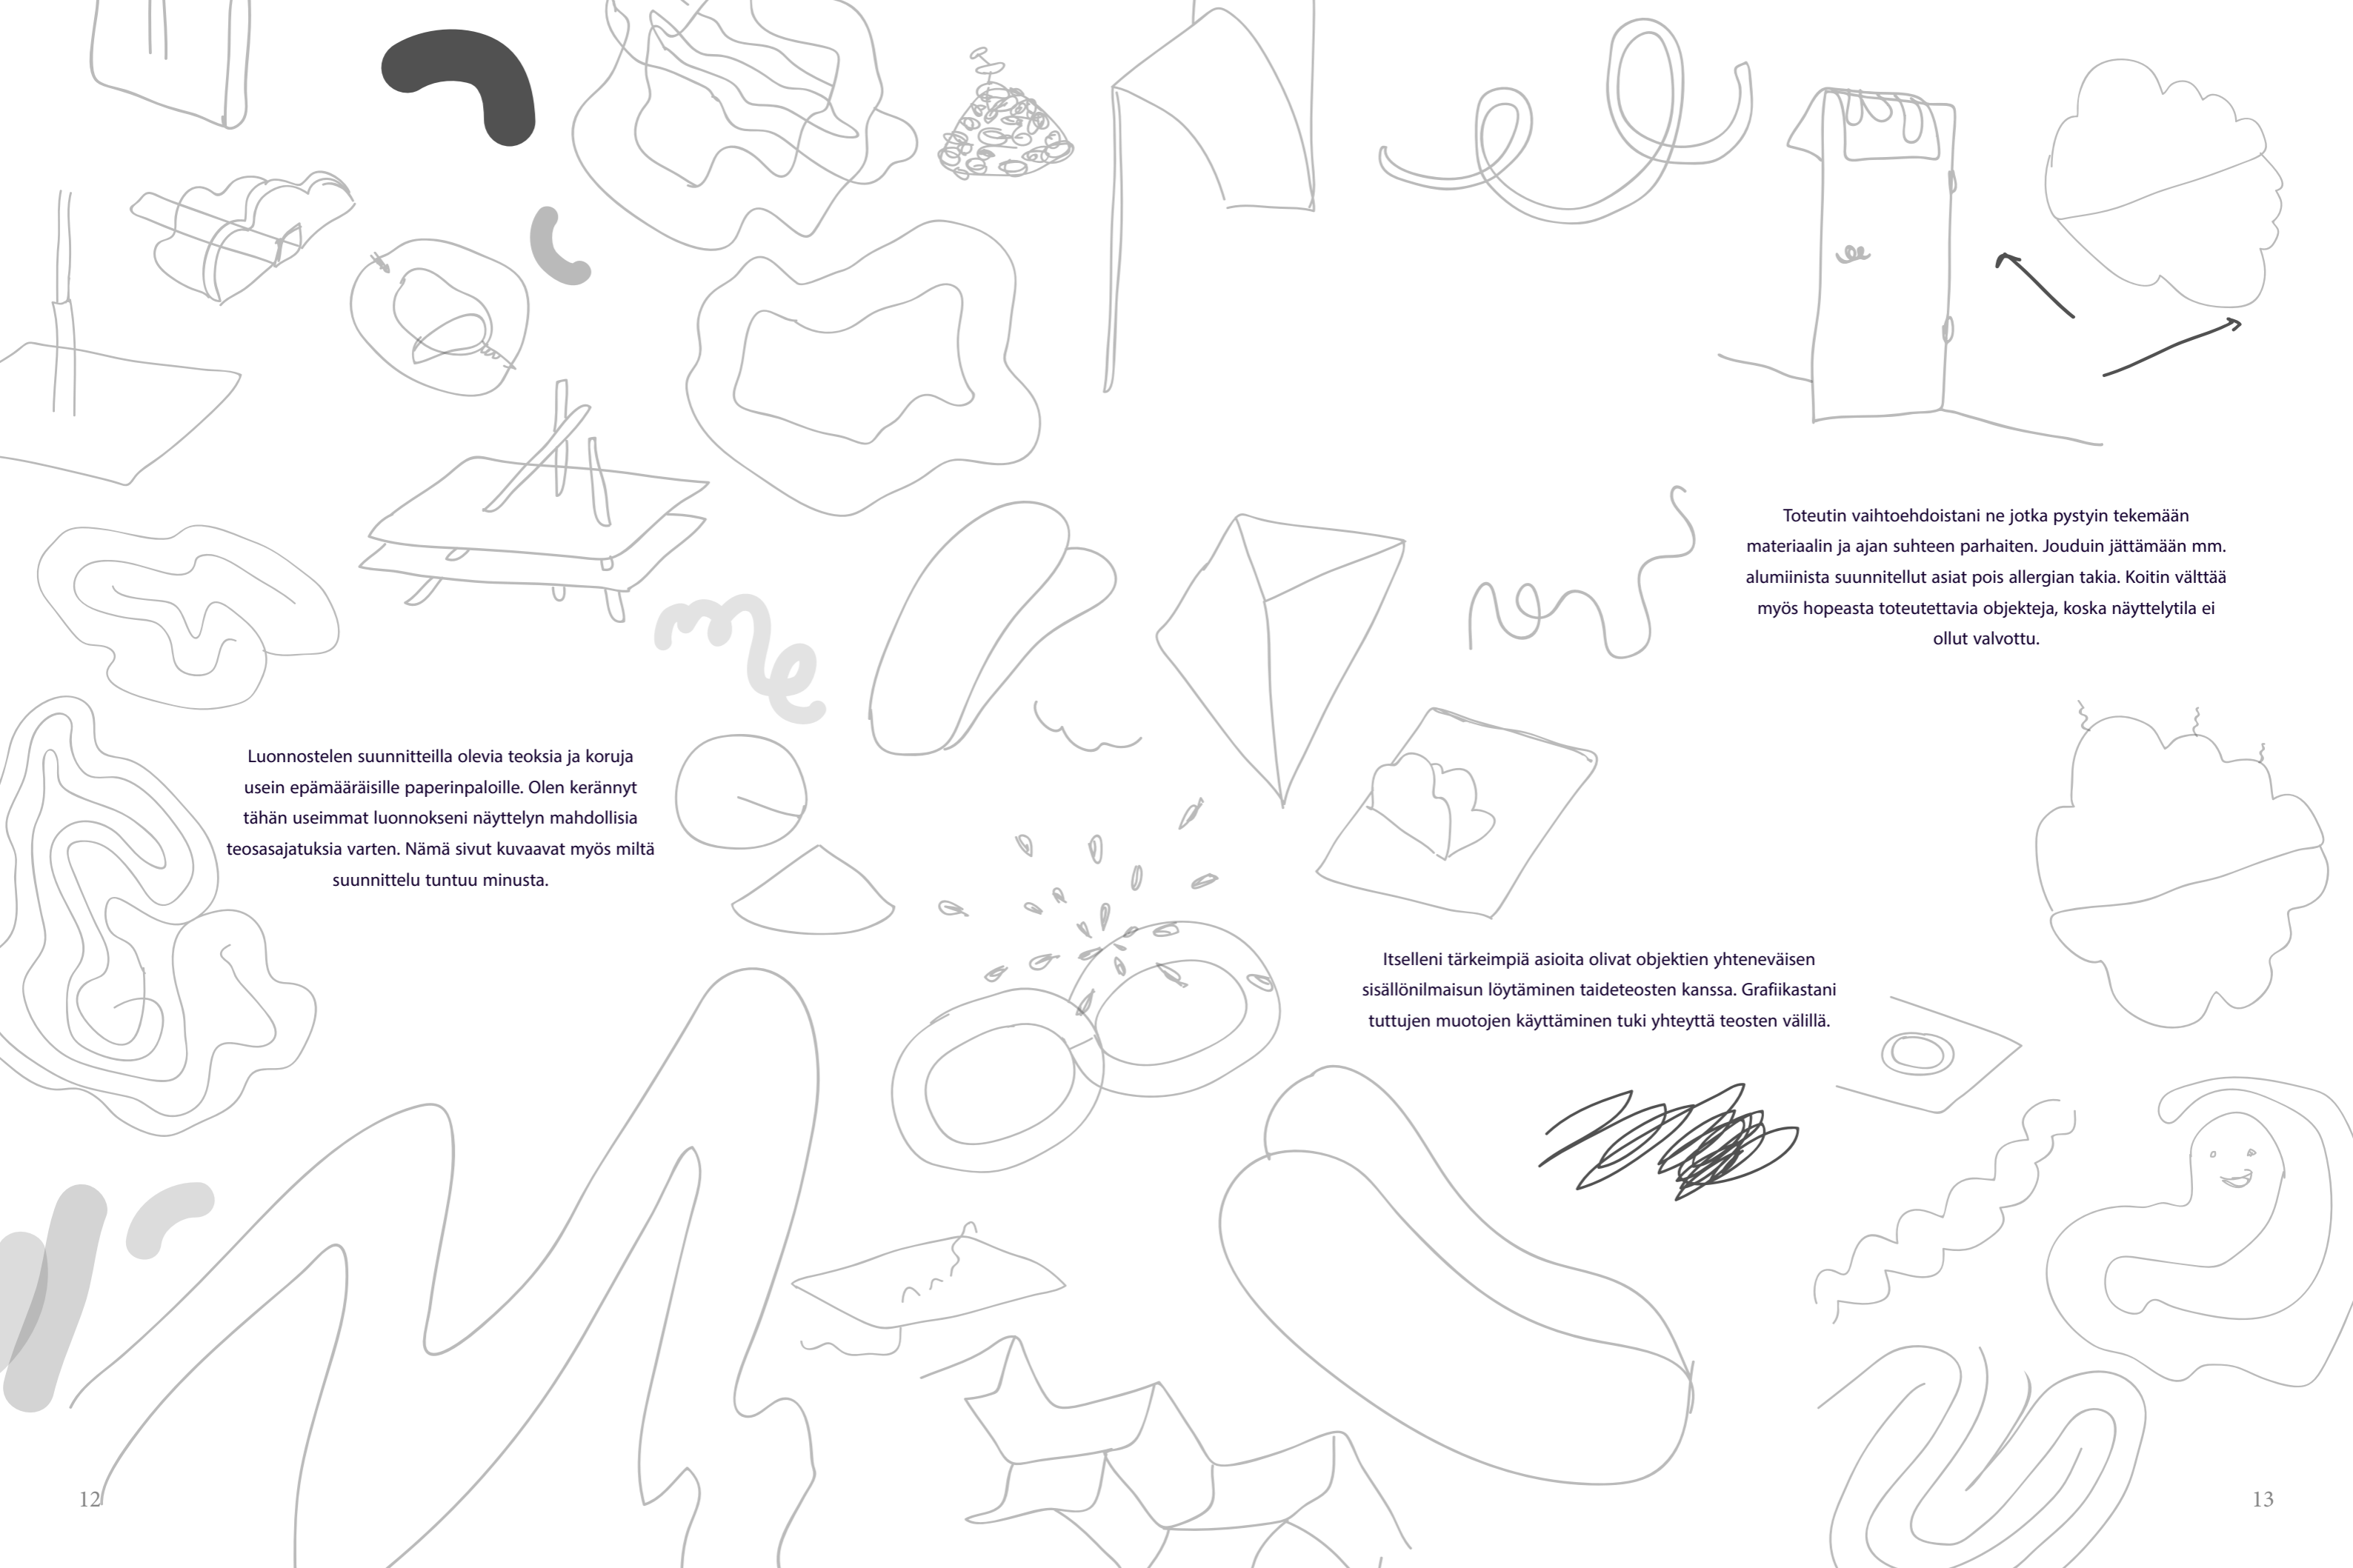 Luonnostelen suunnitteilla olevia teoksia ja koruja
usein epämääräisille paperinpaloille. Olen kerännyt
tähän useimmat luonnokseni näyttelyn mahdollisia
teosasajatuksia varten. Nämä sivut kuvaavat myös miltä
suunnittelu tuntuu minusta.
12
Toteutin vaihtoehdoistani ne jotka pystyin tekemään
materiaalin ja ajan suhteen parhaiten. Jouduin jättämään mm.
alumiinista suunnitellut asiat pois allergian takia. Koitin välttää
myös hopeasta toteutettavia objekteja, koska näyttelytila ei
ollut valvottu.
Itselleni tärkeimpiä asioita olivat objektien yhteneväisen
sisällönilmaisun löytäminen taideteosten kanssa. Grafiikastani
tuttujen muotojen käyttäminen tuki yhteyttä teosten välillä.
13